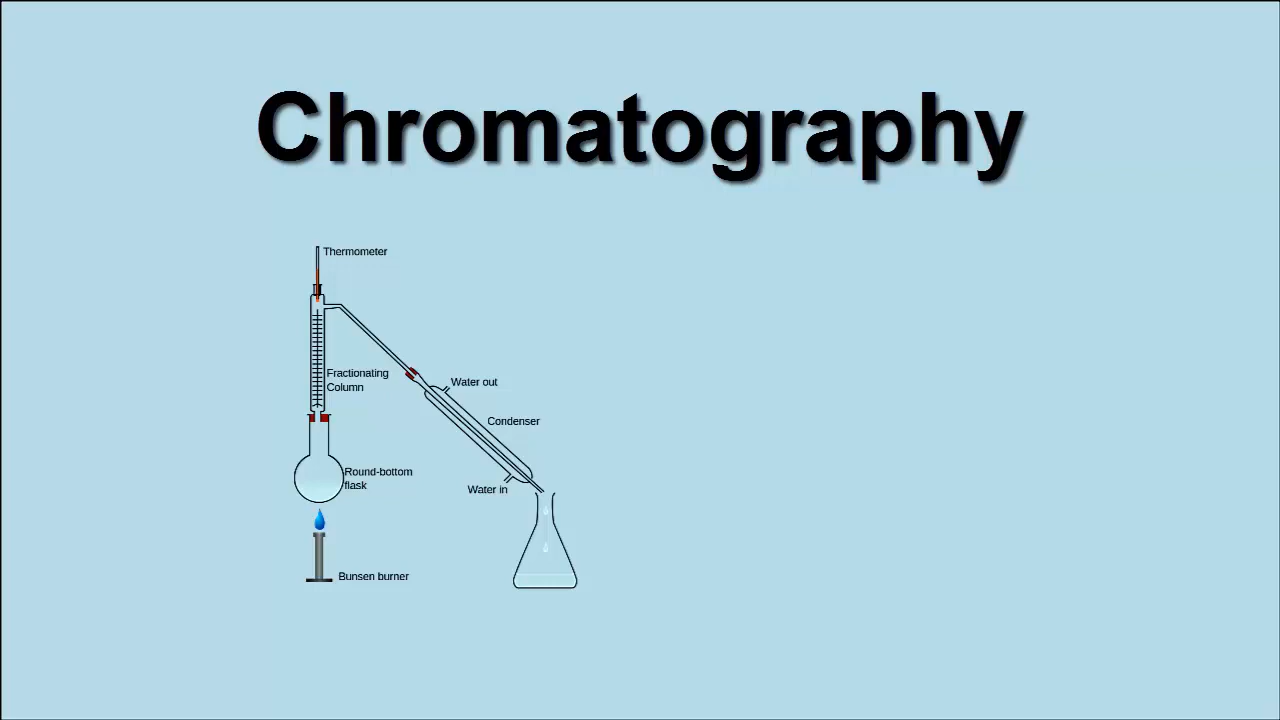 Chromatography
Thermometer
Fractionating
Column
Water out
Condenser
Round-bottom
flask
Water in
Bunsen burner